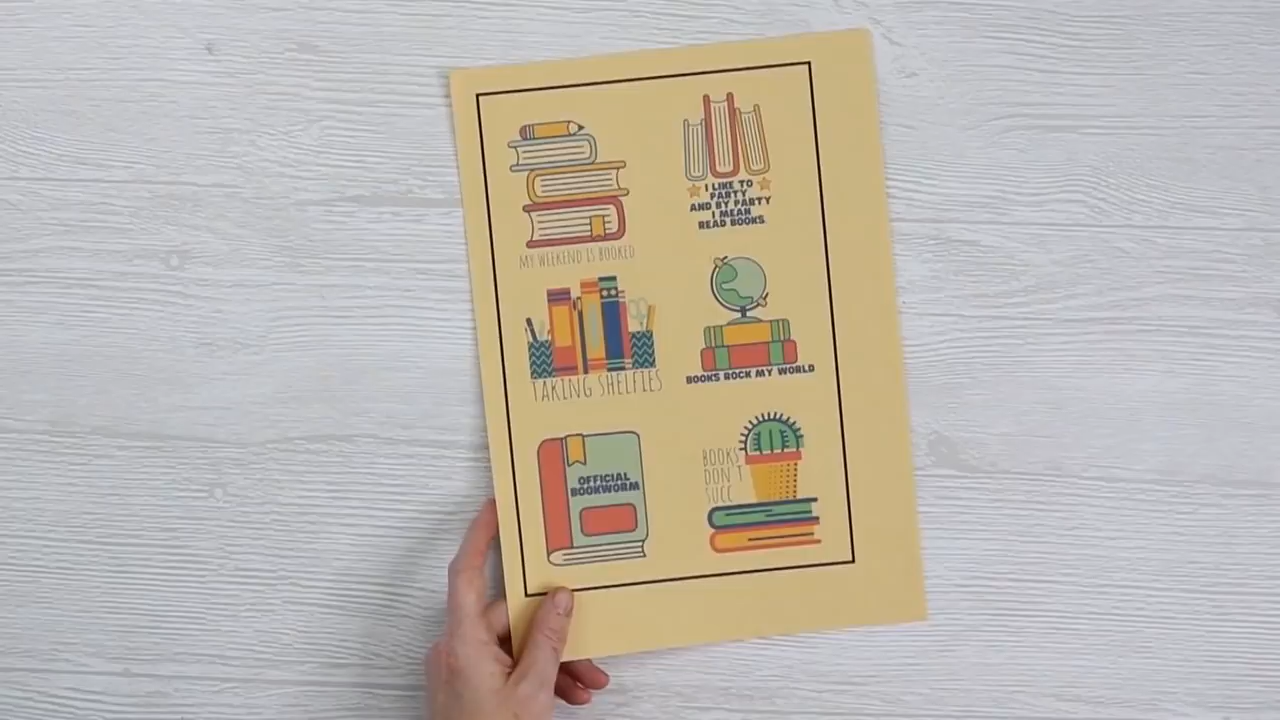 MY WEEKEND IS BOOKED
I LIKE TO
PARTY
AND BY PARTY
I MEAN
READ BOOKS
TAKING SHELFIES
BOOKS ROCK MY WORLD
OFFICIAL
BOOKWORM
BOOKS
DON'T
SUCC